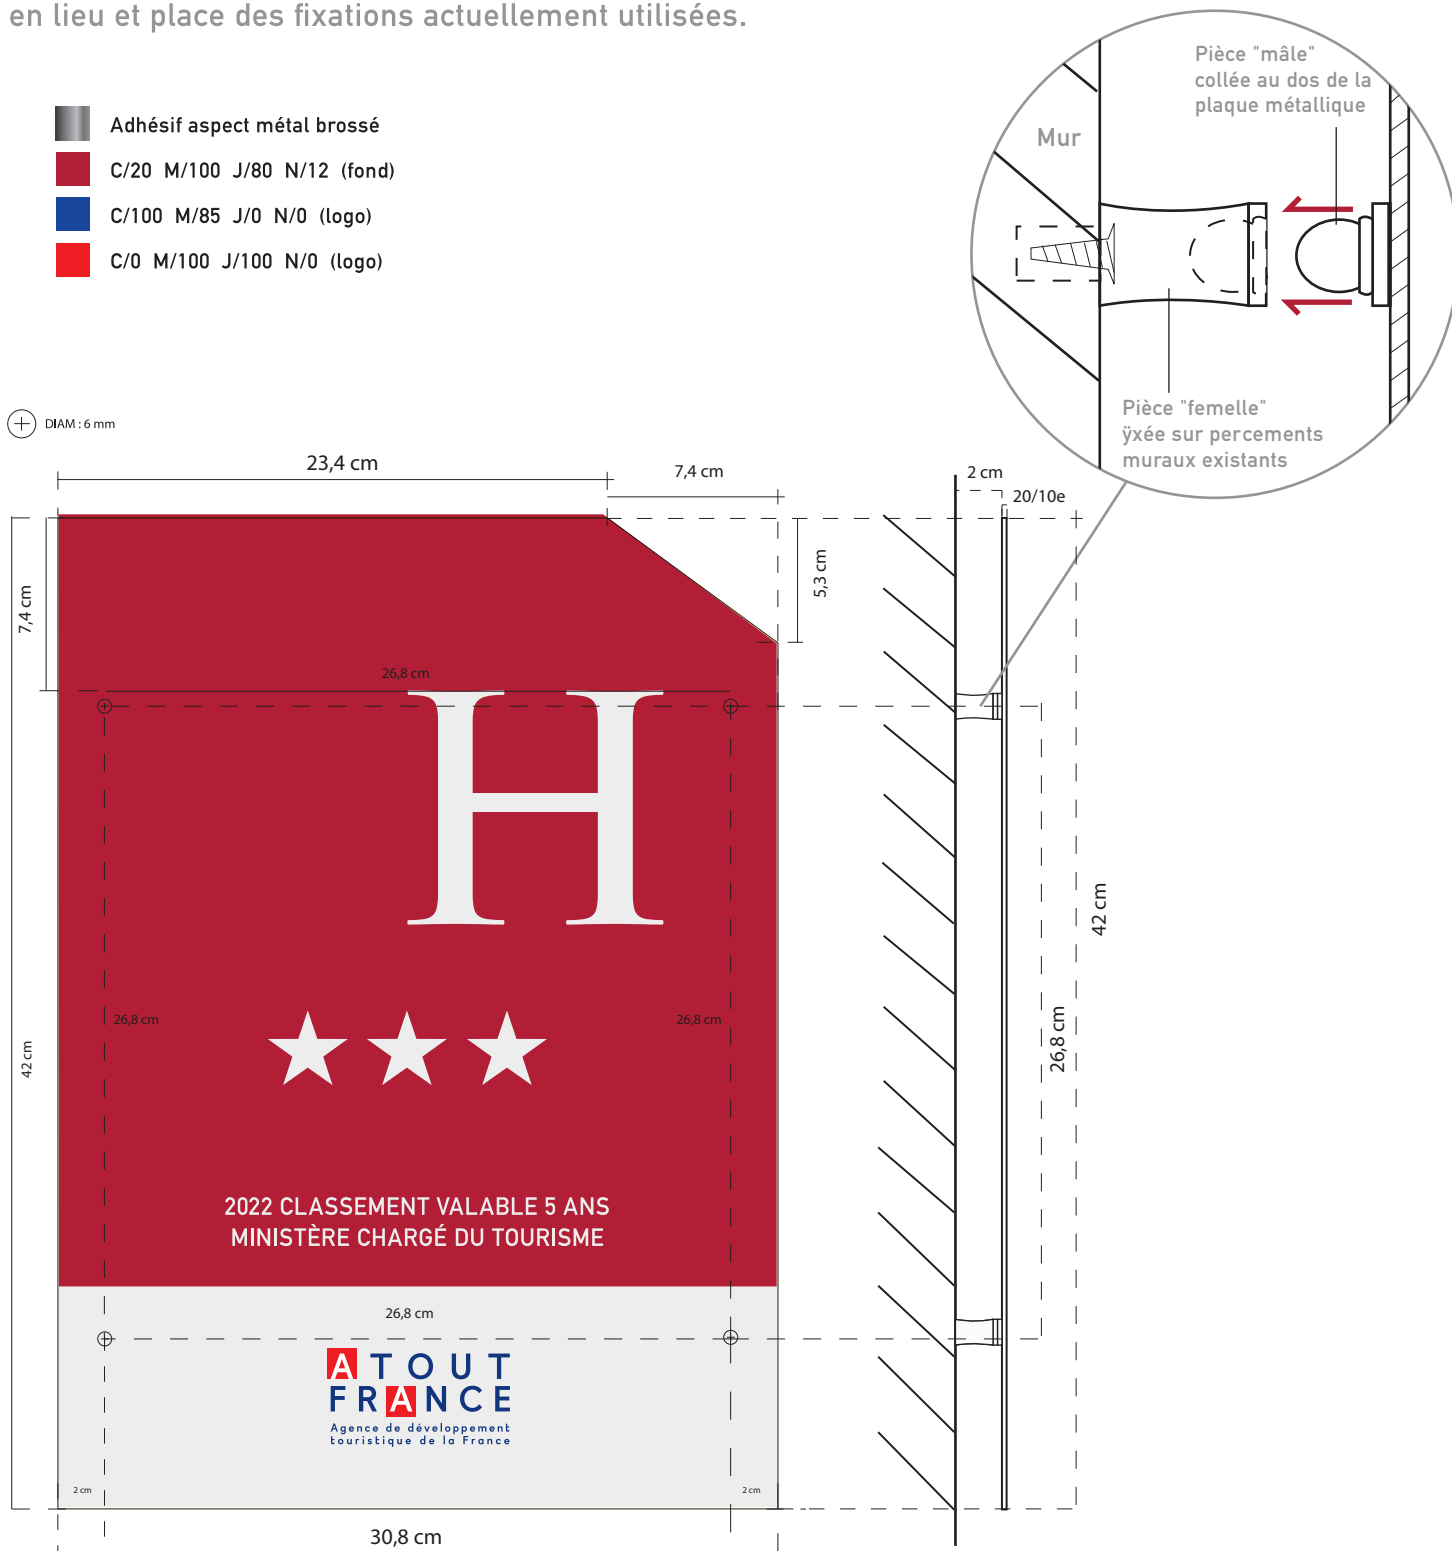 en lieu et place des fixations actuellement utilisées.
Adhésif aspect métal brossé
C/20 M/100 J/80 N/12 (fond)
C/100 M/85 J/0 N/0 (logo)
C/0 M/100 J/100 N/0 (logo)
Pièce "mâle"
collée au dos de la
plaque métallique
Mur
Pièce "femelle"
ÿxée sur percements
muraux existants
DIAM : 6 mm
23,4 cm
7,4 cm
2 cm
20/10e
7,4 cm
5,3 cm
26,8 cm
H
42 cm
26,8 cm
26,8 cm
26,8 cm
42 cm
2022 CLASSEMENT VALABLE 5 ANS
MINISTÈRE CHARGÉ DU TOURISME
26,8 cm
ATOUT
FRANCE
Agence de développement
touristique de la France
2 cm
2 cm
30,8 cm